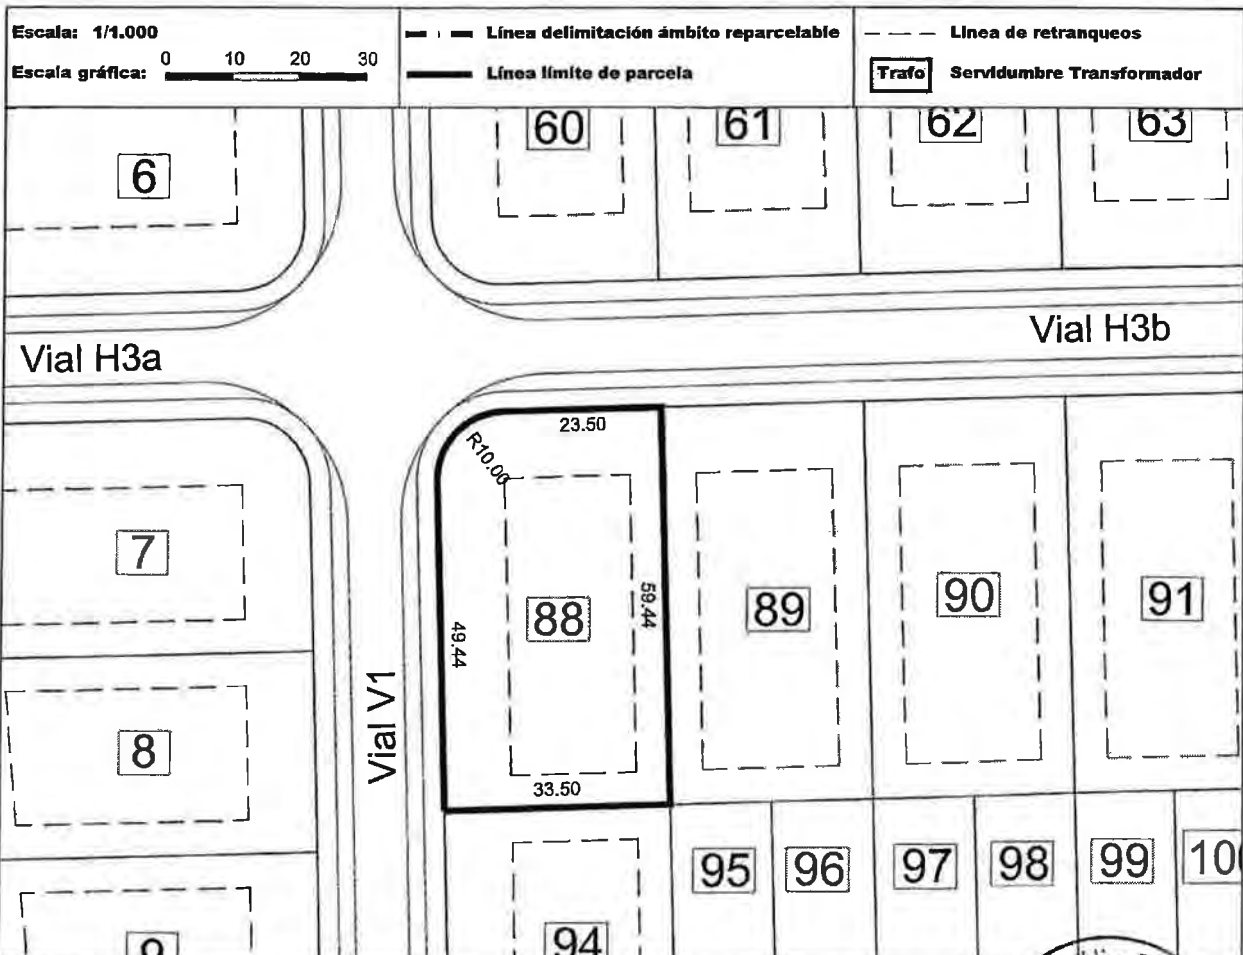 Escala: 1/1.000
Escala gráfica: 0 10 20 30
Línea delimitación ámbito reparcelable
Línea límite de parcela
Linea de retranqueos
Trafo Servidumbre Transformador
6
60
61
62
63
Vial H3a
Vial H3b
23.50
R10.00
7
88
59.44
49.44
89
90
91
8
Vial V1
33.50
95
96
97
98
99
9
94